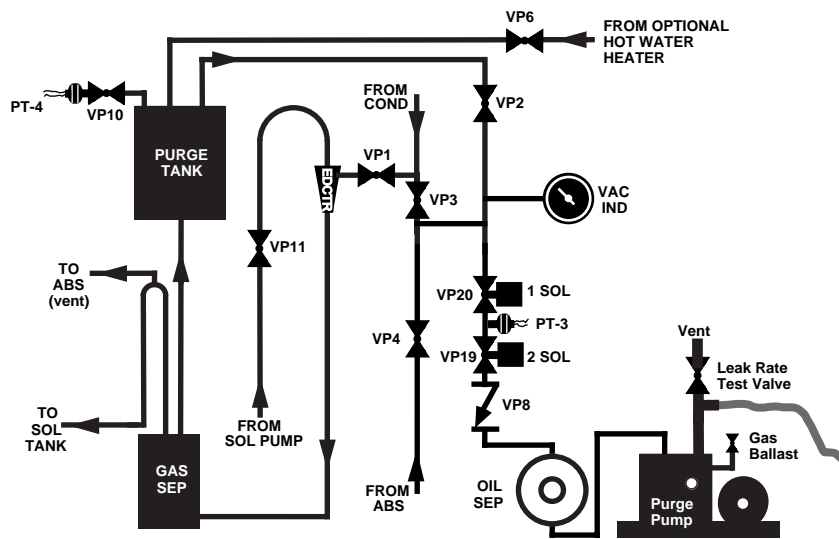 VP6
FROM OPTIONAL
HOT WATER
HEATER
PT-4
VP10
FROM
COND
VP2
PURGE
TANK
VP1
EDCTR
VP3
VAC
IND
VP11
TO
ABS
(vent)
VP20
1 SOL
PT-3
VP4
VP19
2 SOL
Vent
Leak Rate
Test Valve
VP8
TO
SOL
TANK
FROM
SOL PUMP
GAS
SEP
FROM
ABS
OIL
SEP
Gas
Ballast
Purge
Pump